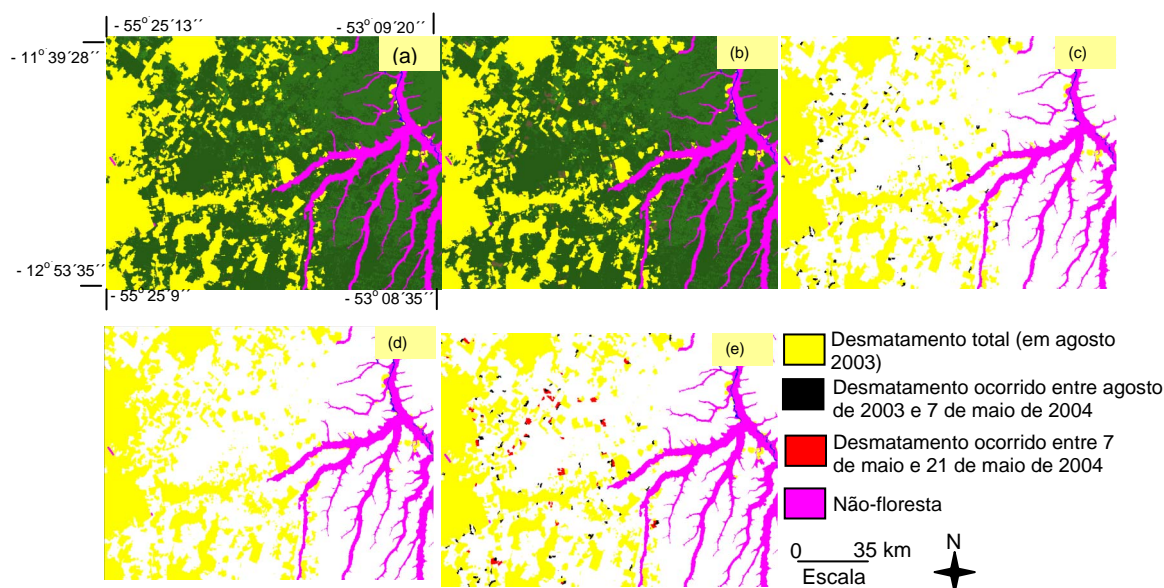 - 55° 25´13´´ - 53° 09´20´´
- 11° 39´28´´
(a)
(b)
(c)
- 12° 53´35´´
- 55° 25´9´´ - 53° 08´35´´
(d)
(e)
Desmatamento total (em agosto
2003)
Desmatamento ocorrido entre agosto
de 2003 e 7 de maio de 2004
Desmatamento ocorrido entre 7
de maio e 21 de maio de 2004
Não-floresta
0 35 km
Escala
N